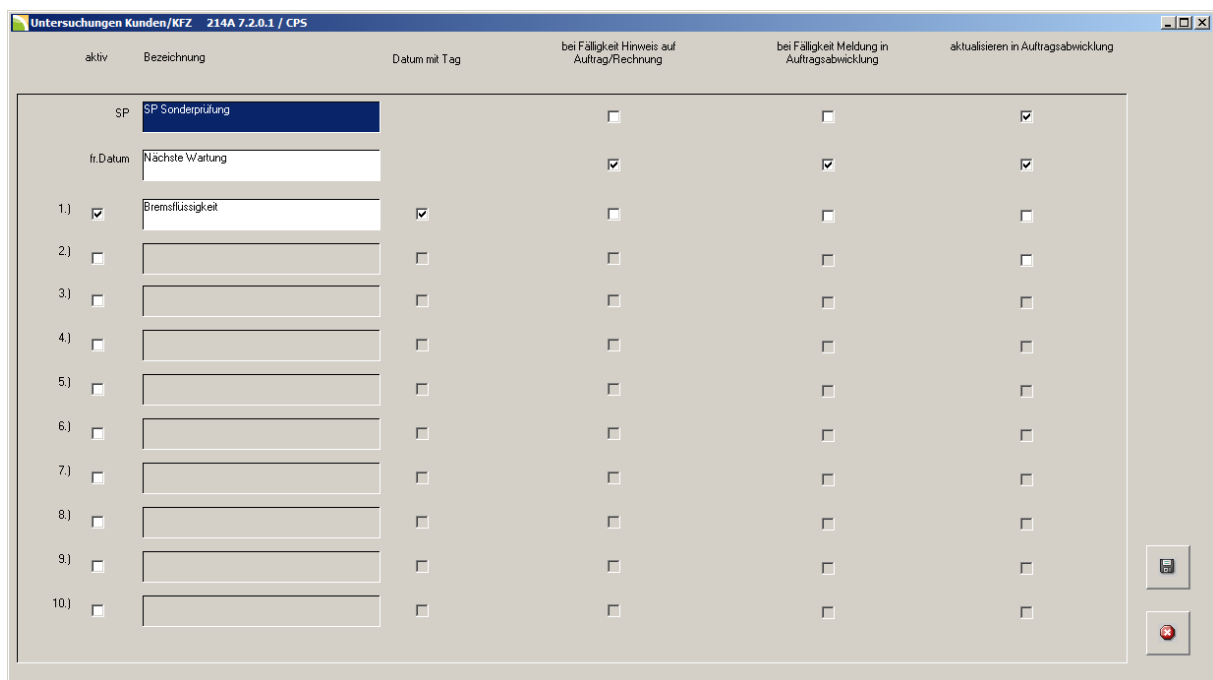 Untersuchungen Kunden/KFZ 214A 7.2.0.1 / CPS
aktiv
Bezeichnung
Datum mit Tag
bei Fälligkeit Hinweis auf
Auftrag/Rechnung
bei Fälligkeit Meldung in
Auftragsabwicklung
aktualisieren in Auftragsabwicklung
SP SP Sonderprüfung
fr.Datum Nächste Wartung
1.) Bremsflüssigkeit
2.)
3.)
4.)
5.)
6.)
7.)
8.)
9.)
10.)